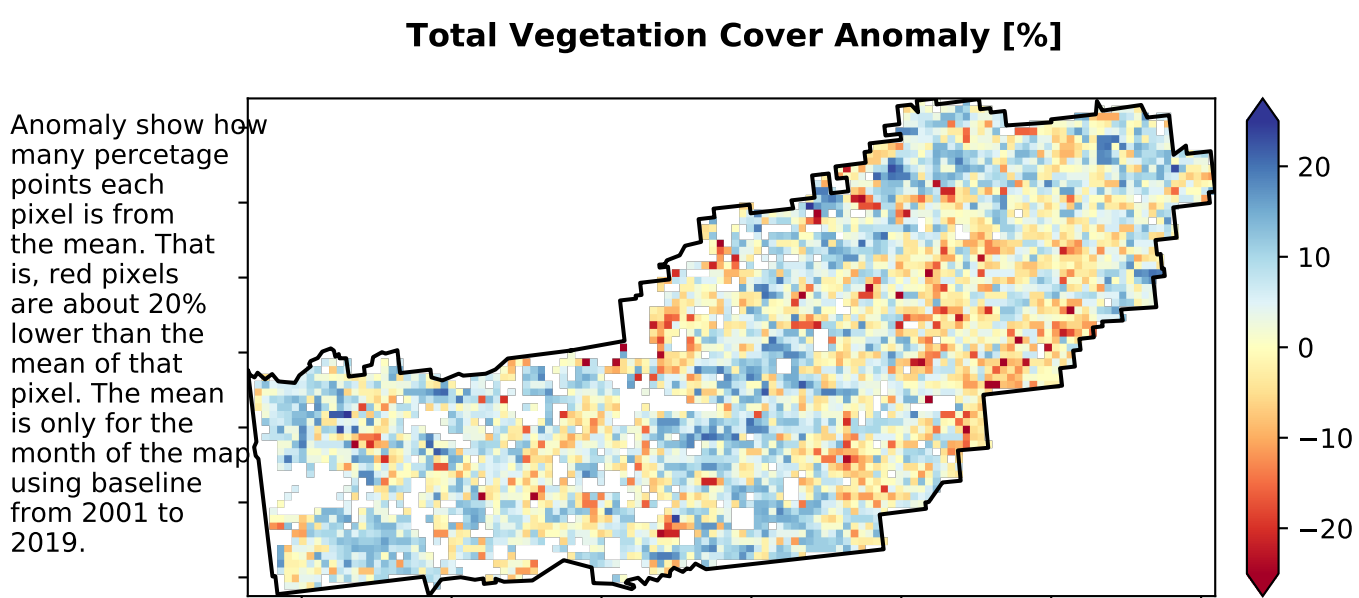 Total Vegetation Cover Anomaly [%]
Anomaly show how
many percetage
points each
pixel is from
the mean. That
is, red pixels
are about 20%
lower than the
mean of that
pixel. The mean
is only for the
month of the map
using baseline
from 2001 to
2019.
20
10
0
−10
−20